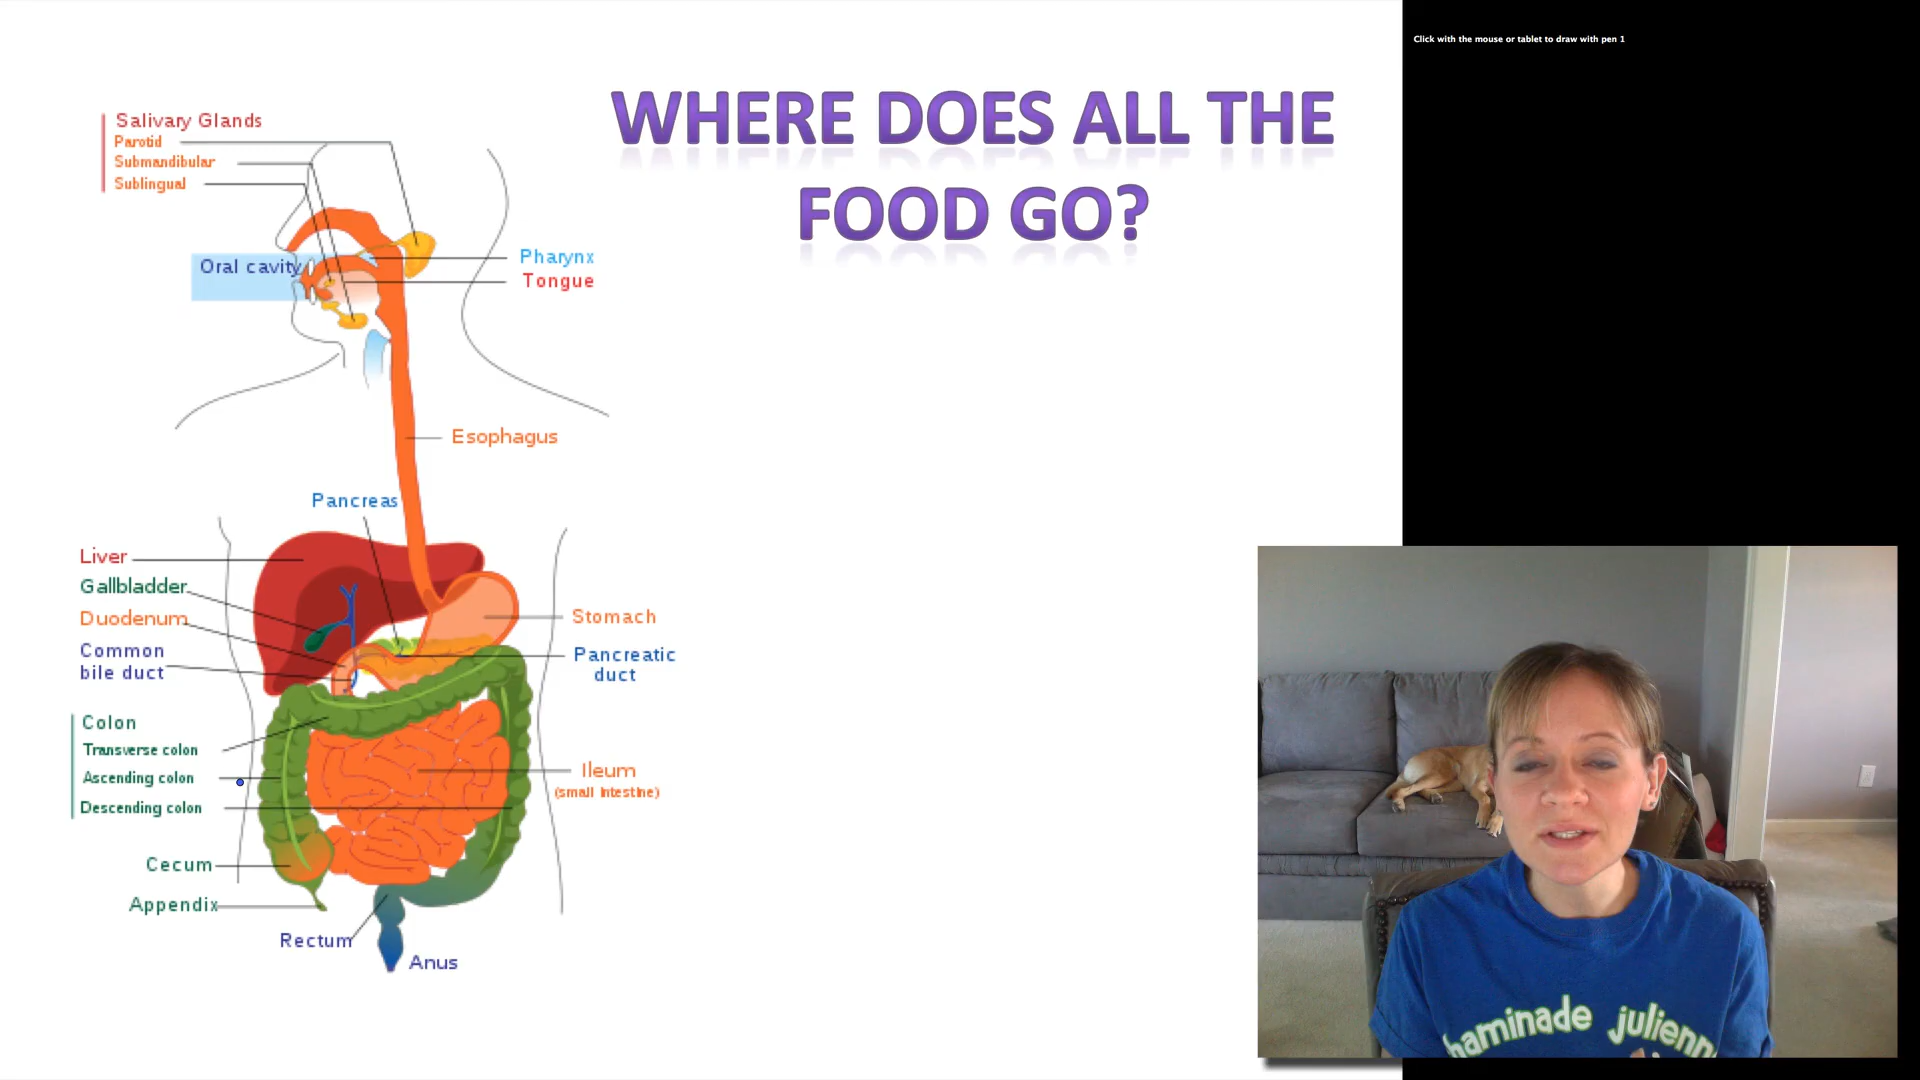 Click with the mouse or tablet to draw with pen 1
WHERE DOES ALL THE
FOOD GO?
Salivary Glands
Parotid
Submandibular
Sublingual
Oral cavity
Pharynx
Tongue
Esophagus
Pancreas
Liver
Gallbladder
Duodenum
Common
bile duct
Stomach
Pancreatic
duct
Colon
Transverse colon
Ascending colon
Descending colon
Ileum
(small intestine)
Cecum
Appendix
Rectum
Anus